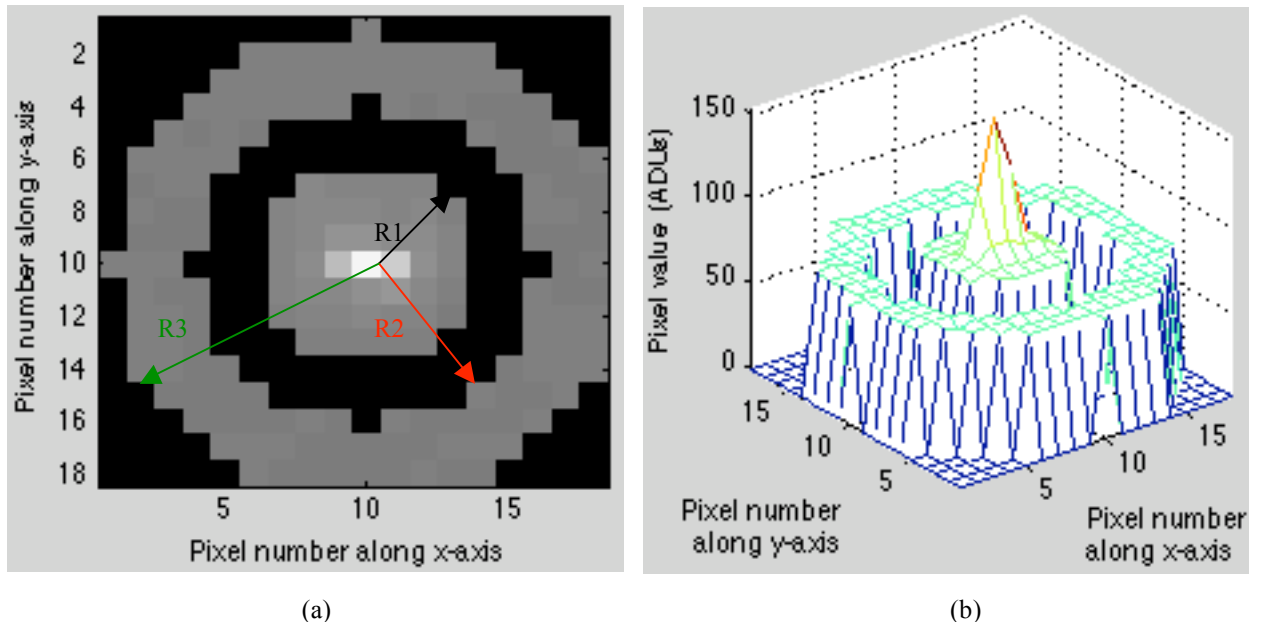 2
4
6
8
10
12
14
16
18
Pixel number along y-axis
R1
R2
R3
5
10
15
Pixel number along x-axis
(a)
150
100
50
0
Pixel value (ADUs)
15
10
5
Pixel number
along y-axis
5
10
15
Pixel number
along x-axis
(b)